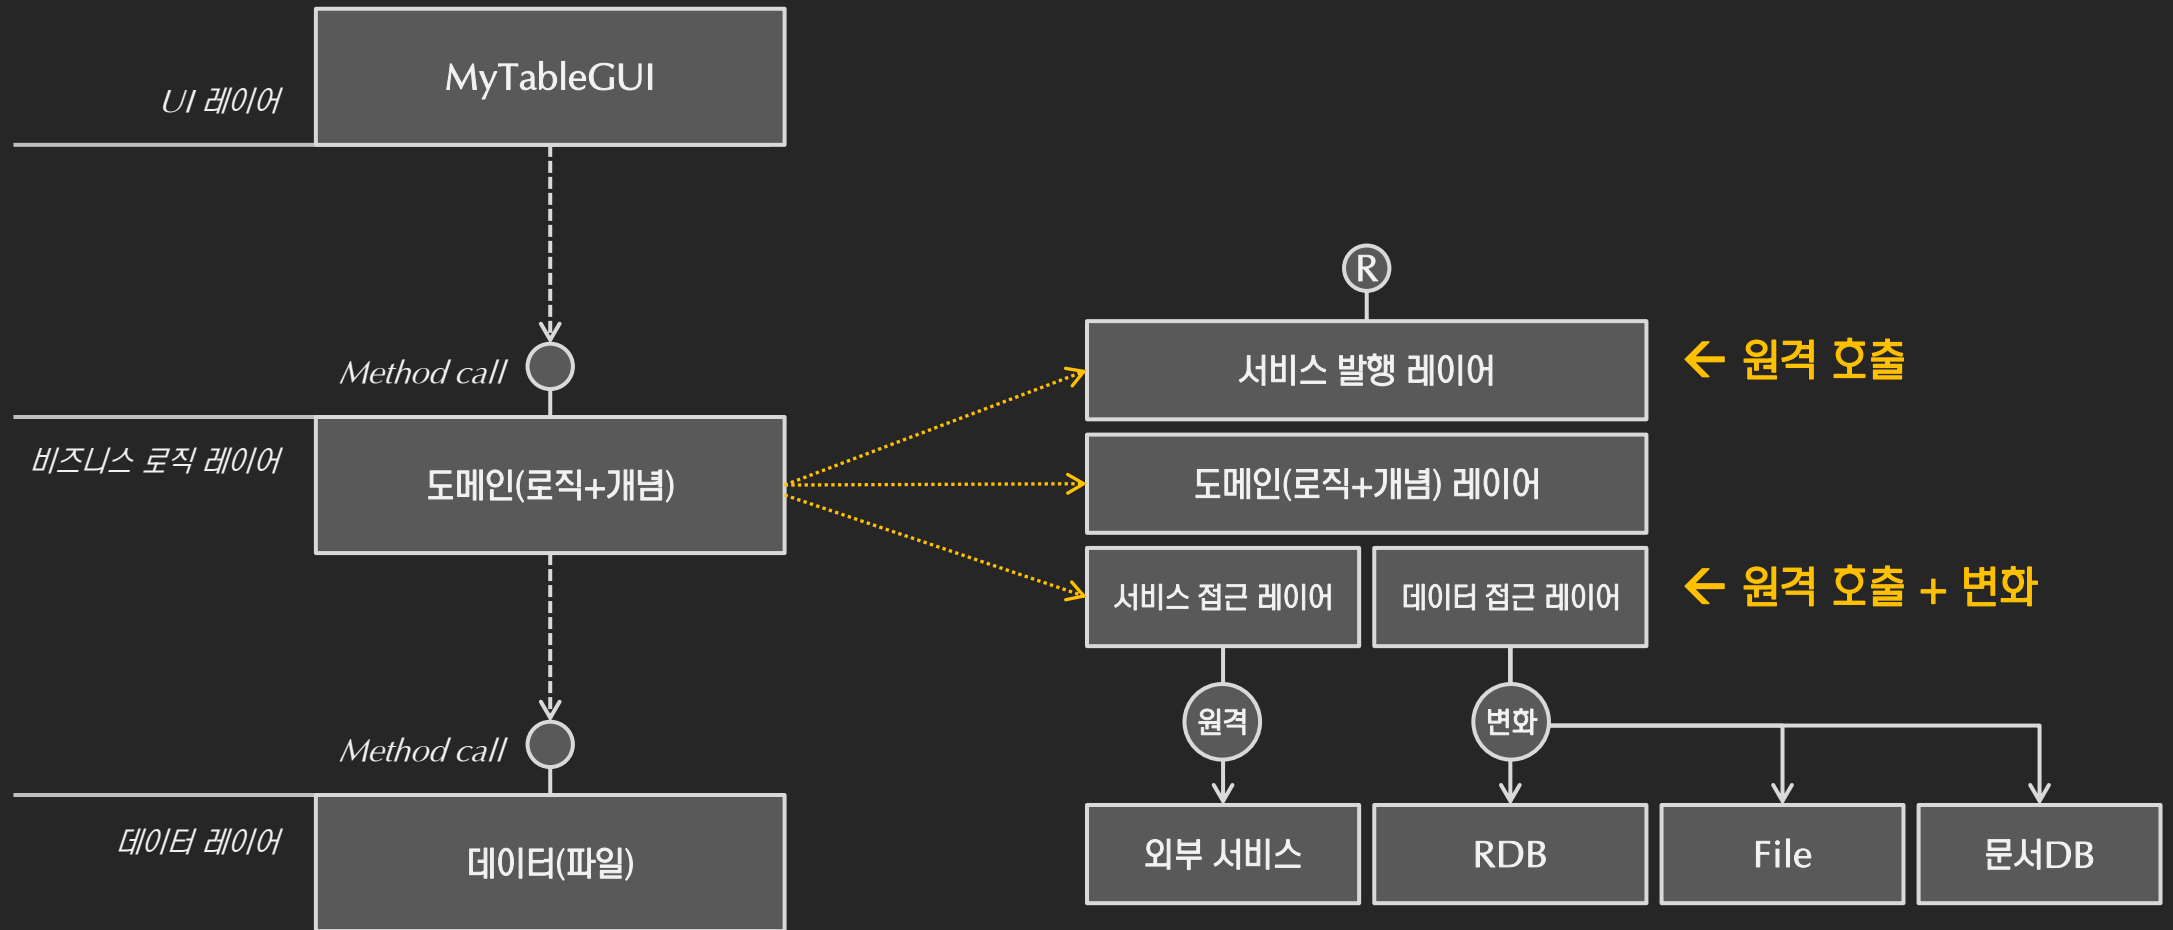 MyTableGUI
UI 레이어
Method call
비즈니스 로직 레이어
도메인(로직+개념)
Method call
데이터 레이어
데이터(파일)
R
서비스 발행 레이어
← 원격 호출
도메인(로직+개념) 레이어
서비스 접근 레이어
데이터 접근 레이어
← 원격 호출 + 변화
원격
변화
외부 서비스
RDB
File
문서DB